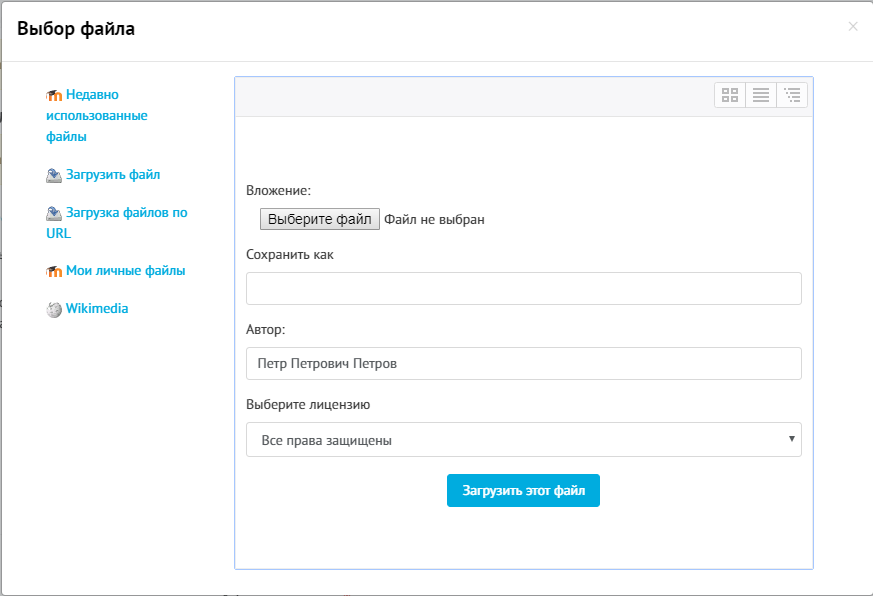 Выбор файла
×
Недавно
использованные
файлы
Загрузить файл
Загрузка файлов по
URL
Мои личные файлы
Wikimedia
Вложение:
Выберите файл Файл не выбран
Сохранить как
Автор:
Петр Петрович Петров
Выберите лицензию
Все права защищены
Загрузить этот файл